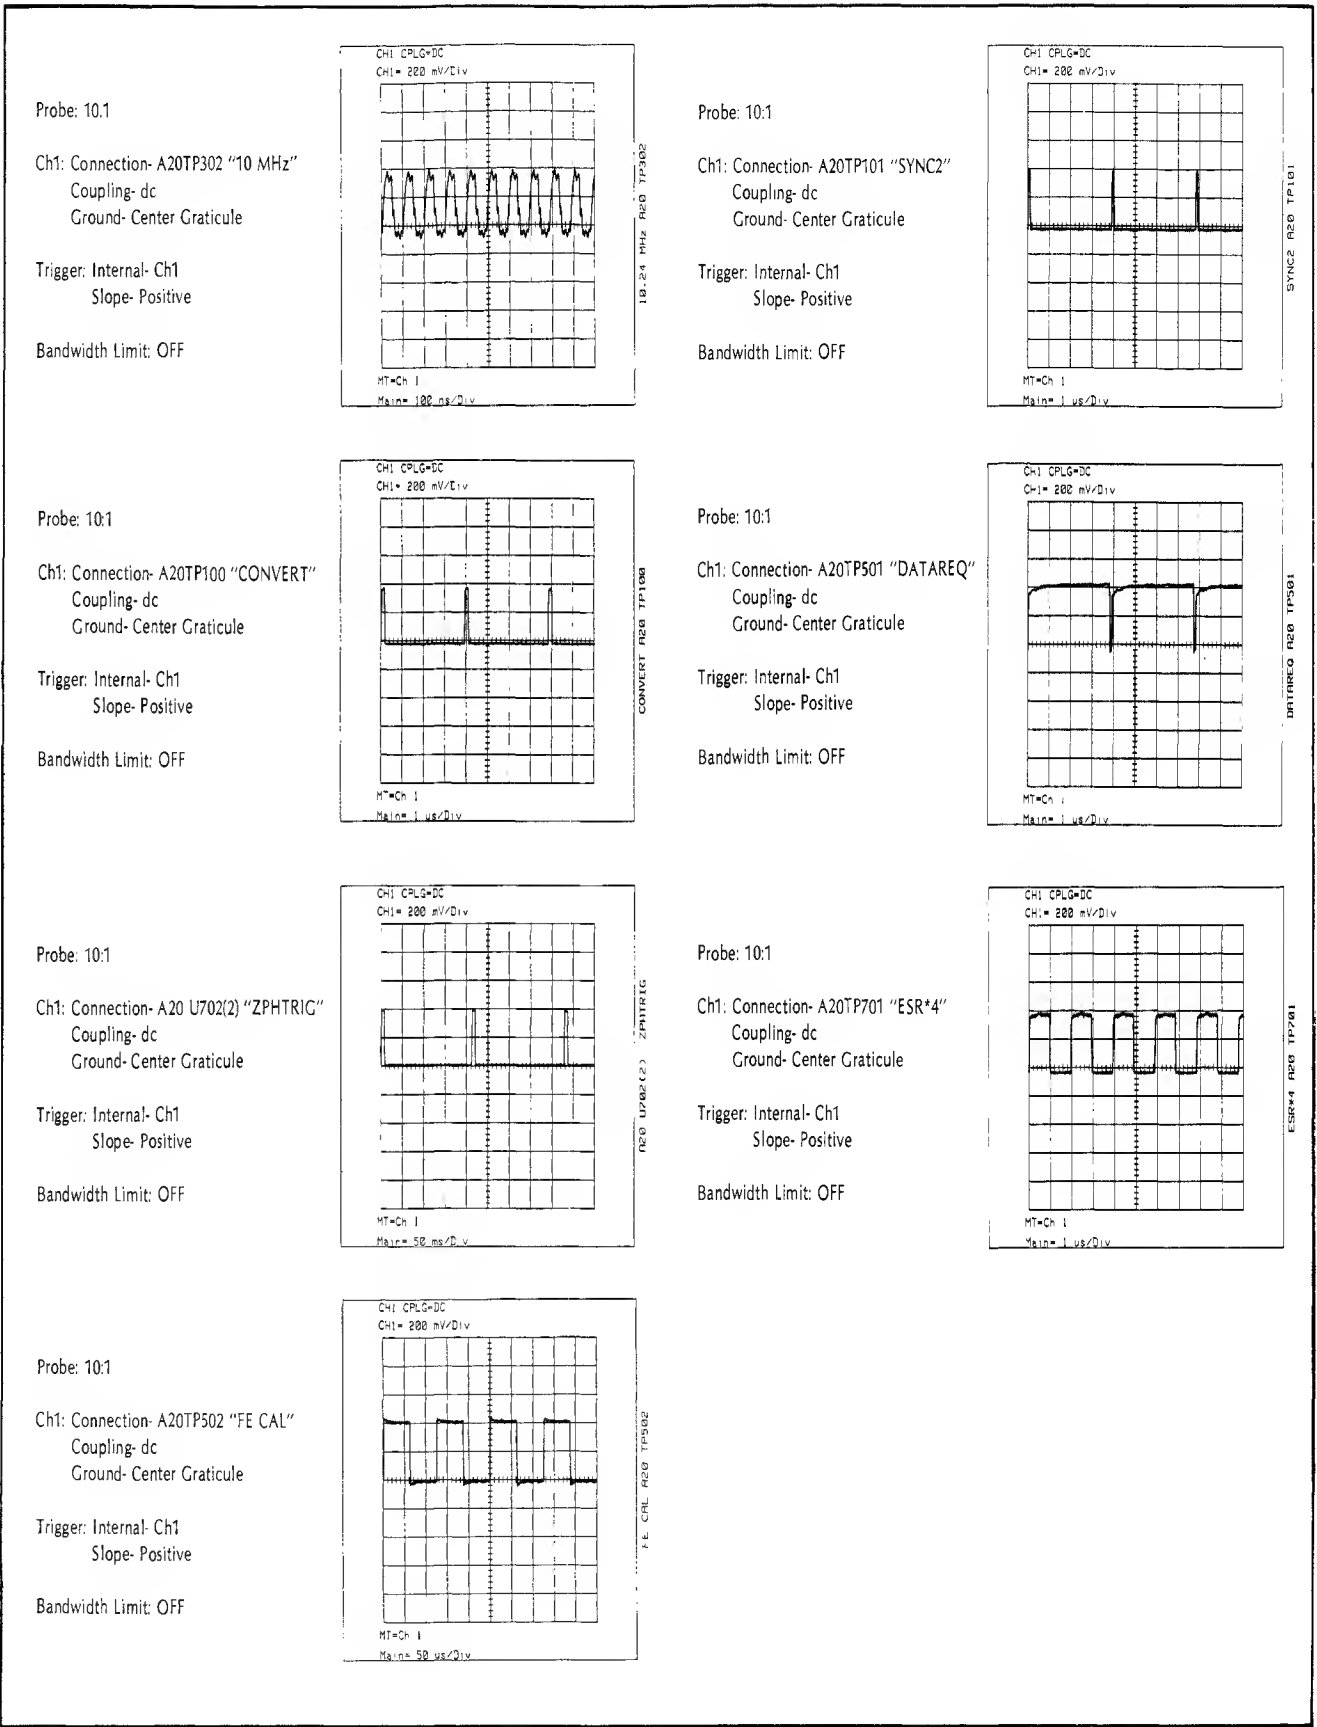 CH1 CPLG=DC
CH1= 200 mV/Div
Probe: 10.1
Ch1: Connection- A20TP302 "10 MHz"
Coupling- dc
Ground- Center Graticule
Trigger: Internal- Ch1
Slope- Positive
Bandwidth Limit: OFF
MT=Ch 1
Main= 100 ns/Div
10.24 MHz A20 TP302
CH1 CPLG=DC
CH1= 200 mV/Div
Probe: 10:1
Ch1: Connection- A20TP101 "SYNC2"
Coupling- dc
Ground- Center Graticule
Trigger: Internal- Ch1
Slope- Positive
Bandwidth Limit: OFF
MT=Ch 1
Main= 1 us/Div
SYNC2 A20 TP101
CH1 CPLG=DC
CH1= 200 mV/Div
Probe: 10:1
Ch1: Connection- A20TP100 "CONVERT"
Coupling- dc
Ground- Center Graticule
Trigger: Internal- Ch1
Slope- Positive
Bandwidth Limit: OFF
MT=Ch 1
Main= 1 us/Div
CONVERT A20 TP100
CH1 CPLG=DC
CH1= 200 mV/Div
Probe: 10:1
Ch1: Connection- A20TP501 "DATAREQ"
Coupling- dc
Ground- Center Graticule
Trigger: Internal- Ch1
Slope- Positive
Bandwidth Limit: OFF
MT=Ch 1
Main= 1 us/Div
DATAREQ A20 TP501
CH1 CPLG=DC
CH1= 200 mV/Div
Probe: 10:1
Ch1: Connection- A20 U702(2) "ZPHTRIG"
Coupling- dc
Ground- Center Graticule
Trigger: Internal- Ch1
Slope- Positive
Bandwidth Limit: OFF
MT=Ch 1
Main= 50 ms/Div
A20 U702(2) ZPHTRIG
CH1 CPLG=DC
CH1= 200 mV/Div
Probe: 10:1
Ch1: Connection- A20TP701 "ESR*4"
Coupling- dc
Ground- Center Graticule
Trigger: Internal- Ch1
Slope- Positive
Bandwidth Limit: OFF
MT=Ch 1
Main= 1 us/Div
ESR*4 A20 TP701
CH1 CPLG=DC
CH1= 200 mV/Div
Probe: 10:1
Ch1: Connection- A20TP502 "FE CAL"
Coupling- dc
Ground- Center Graticule
Trigger: Internal- Ch1
Slope- Positive
Bandwidth Limit: OFF
MT=Ch 1
Main= 50 us/Div
FE CAL A20 TP502